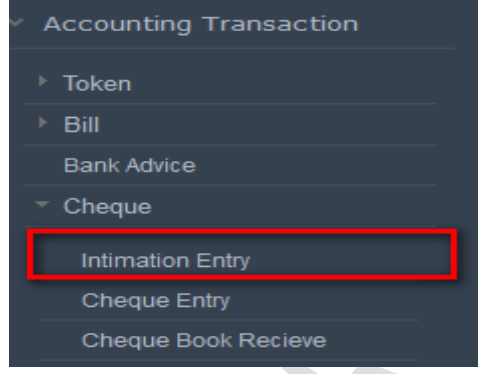 Accounting Transaction
Token
Bill
Bank Advice
Cheque
Intimation Entry
Cheque Entry
Cheque Book Recieve